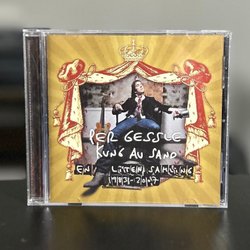 PER GESSLE
KUNG AV SAND
EN LITEN SAMLING
1983-2007